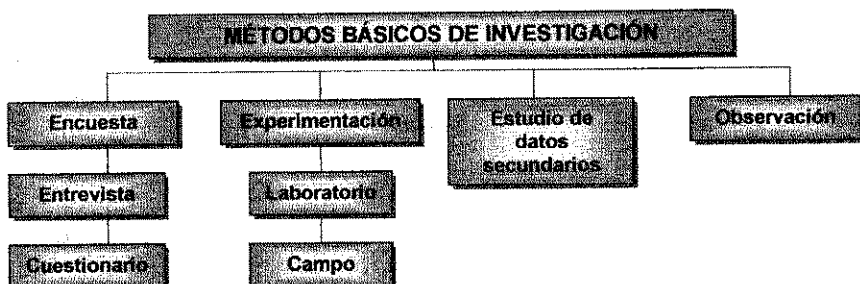 MÉTODOS BÁSICOS DE INVESTIGACIÓN
Encuesta
Experimentación
Estudio de
datos
secundarios
Observación
Entrevista
Laboratorio
Cuestionario
Campo